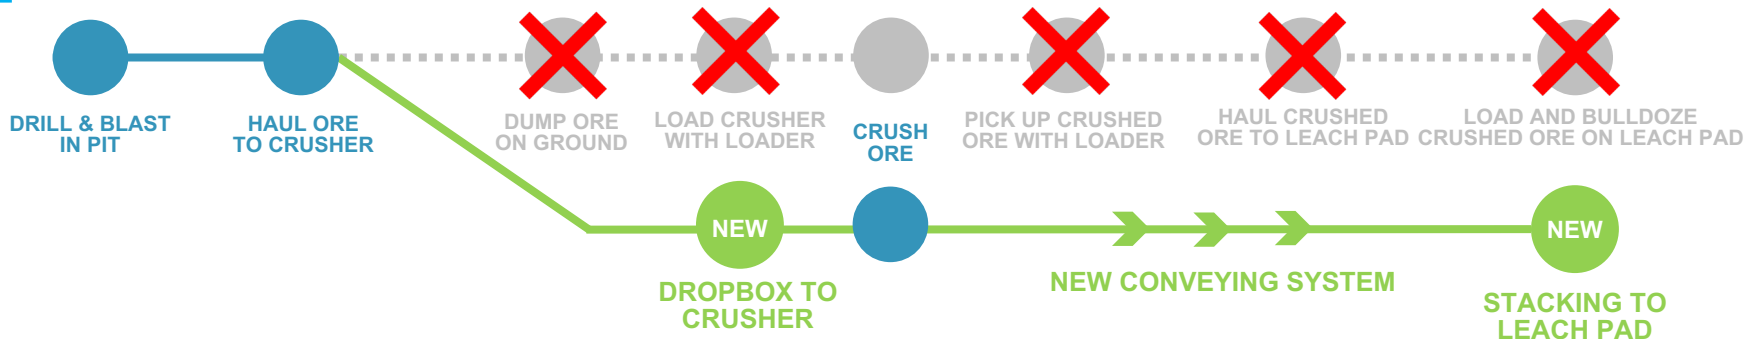 DRILL & BLAST
IN PIT
HAUL ORE
TO CRUSHER
DUMP ORE
ON GROUND
LOAD CRUSHER
WITH LOADER
CRUSH
ORE
PICK UP CRUSHED
ORE WITH LOADER
HAUL CRUSHED
ORE TO LEACH PAD
LOAD AND BULLDOZE
CRUSHED ORE ON LEACH PAD
NEW
DROPBOX TO
CRUSHER
NEW CONVEYING SYSTEM
NEW
STACKING TO
LEACH PAD